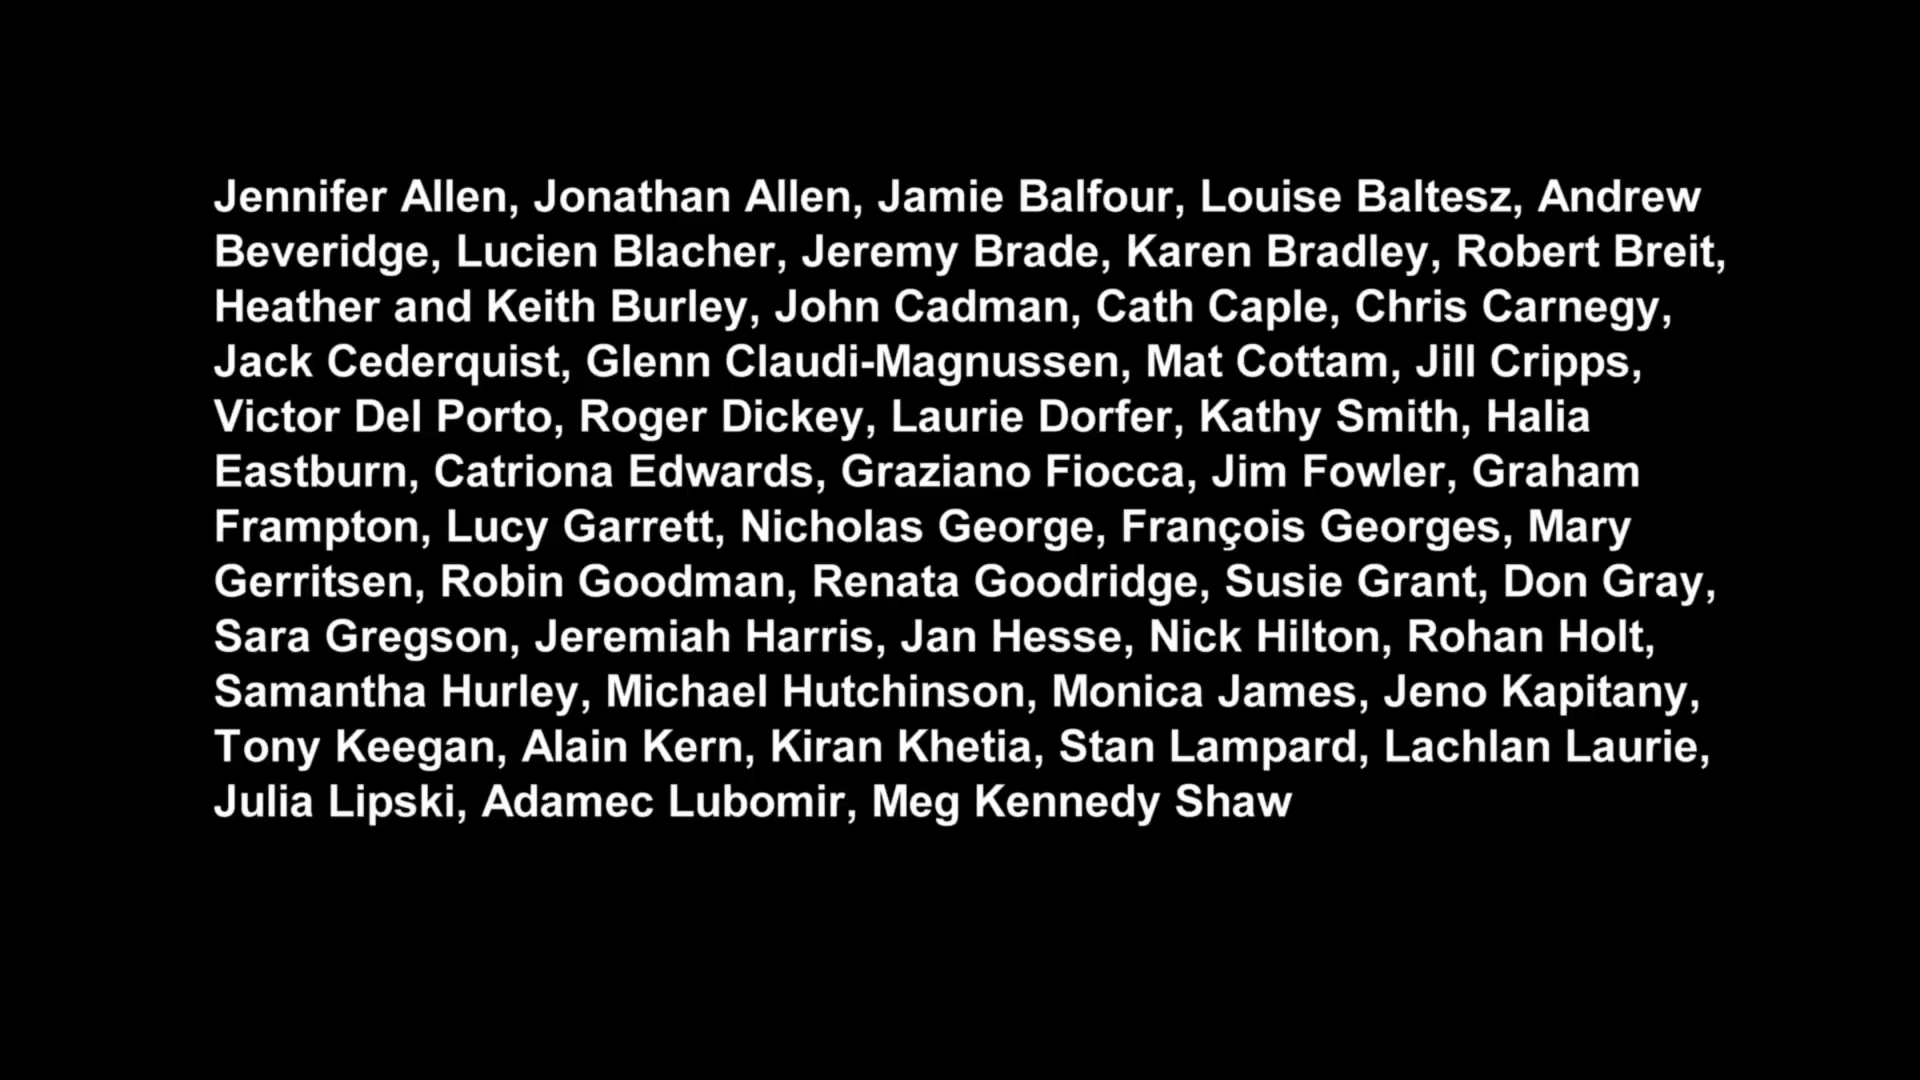 Jennifer Allen, Jonathan Allen, Jamie Balfour, Louise Baltesz, Andrew
Beveridge, Lucien Blacher, Jeremy Brade, Karen Bradley, Robert Breit,
Heather and Keith Burley, John Cadman, Cath Caple, Chris Carnegy,
Jack Cederquist, Glenn Claudi-Magnussen, Mat Cottam, Jill Cripps,
Victor Del Porto, Roger Dickey, Laurie Dorfer, Kathy Smith, Halia
Eastburn, Catriona Edwards, Graziano Fiocca, Jim Fowler, Graham
Frampton, Lucy Garrett, Nicholas George, François Georges, Mary
Gerritsen, Robin Goodman, Renata Goodridge, Susie Grant, Don Gray,
Sara Gregson, Jeremiah Harris, Jan Hesse, Nick Hilton, Rohan Holt,
Samantha Hurley, Michael Hutchinson, Monica James, Jeno Kapitany,
Tony Keegan, Alain Kern, Kiran Khetia, Stan Lampard, Lachlan Laurie,
Julia Lipski, Adamec Lubomir, Meg Kennedy Shaw